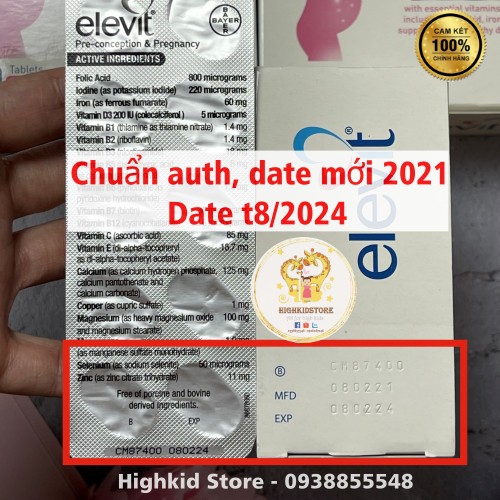 elevit
BAYER
BAYER
Pre-conception & Pregnancy
ACTIVE INGREDIENTS
Folic Acid 800 micrograms
Iodine (as potassium iodide) 220 micrograms
Iron (as ferrous fumarate) 60 mg
Vitamin D3 200 IU (colecalciferol) 5 micrograms
Vitamin B1 (thiamine as thiamine nitrate) 1.4 mg
Vitamin B2 (riboflavin) 1.4 mg
Tablets
with essential vitamins
CAM KẾT
100%
CHÍNH HÃNG
Chuẩn auth, date mới 2021
Date t8/2024
Vitamin C (ascorbic acid) 85 mg
Vitamin E (dl-alpha-tocopheryl 18.7 mg
as dl-alpha-tocopheryl acetate)
Calcium (as calcium hydrogen phosphate, 125 mg
calcium pantothenate and
calcium carbonate)
Copper (as cupric sulfate) 1 mg
Magnesium (as heavy magnesium oxide 100 mg
and magnesium stearate)
(as manganese sulfate monohydrate)
Selenium (as sodium selenite) 50 micrograms
Zinc (as zinc citrate trihydrate) 11 mg
Free of porcine and bovine
derived ingredients.
B EXP
CM87400 080224
elevit
HIGHKIDSTORE
B CM87400
MFD 080221
EXP 080224
Highkid Store - 0938855548